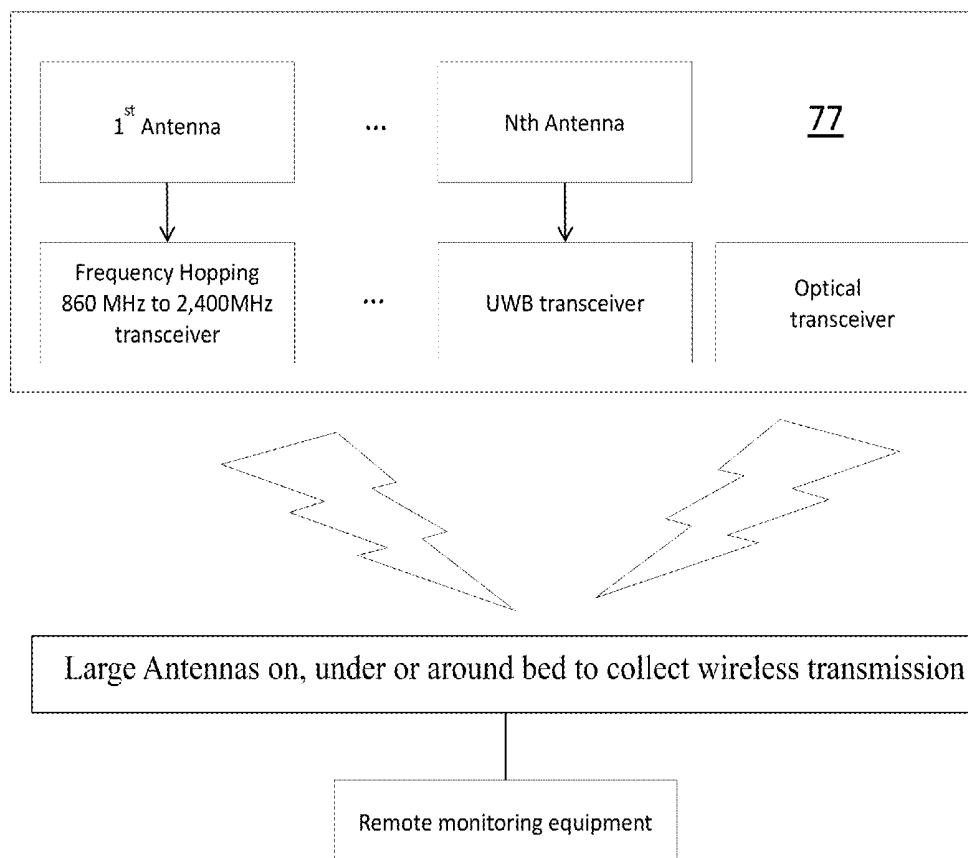 1st Antenna
...
Nth Antenna
77
Frequency Hopping
860 MHz to 2,400MHz
transceiver
...
UWB transceiver
Optical
transceiver
Large Antennas on, under or around bed to collect wireless transmission
Remote monitoring equipment